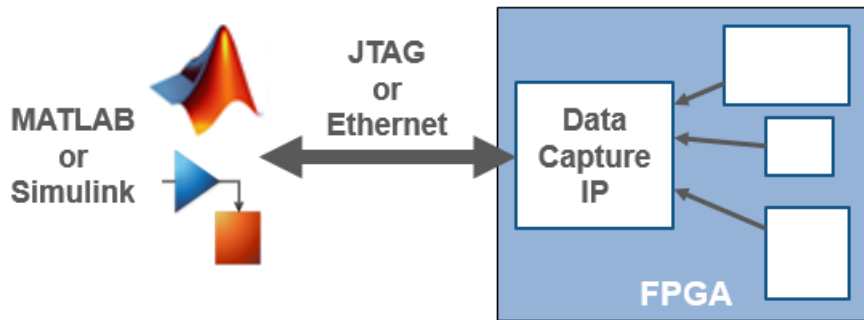 MATLAB
or
Simulink
JTAG
or
Ethernet
Data
Capture
IP
FPGA